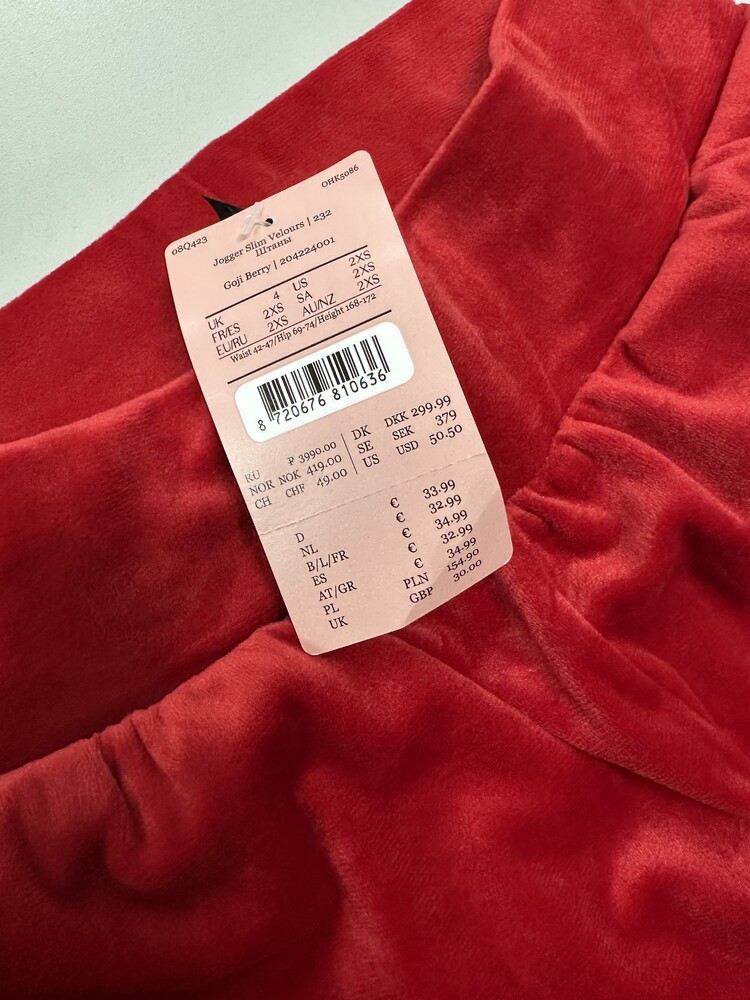 08Q423 OHK5086
Jogger Slim Velours | 232
Штаны
Goji Berry | 204224001
UK 4 US 2XS
FR/ES 2XS SA 2XS
EU/RU 2XS AU/NZ 2XS
Waist 42-47/Hip 69-74/Height 168-172
8 720676 810636
RU ₽ 3990.00 DK DKK 299.99
NOR NOK 419.00 SE SEK 379
CH CHF 49.00 US USD 50.50
D € 33.99
NL € 32.99
B/L/FR € 34.99
ES € 32.99
AT/GR € 34.99
PL PLN 154.90
UK GBP 30.00